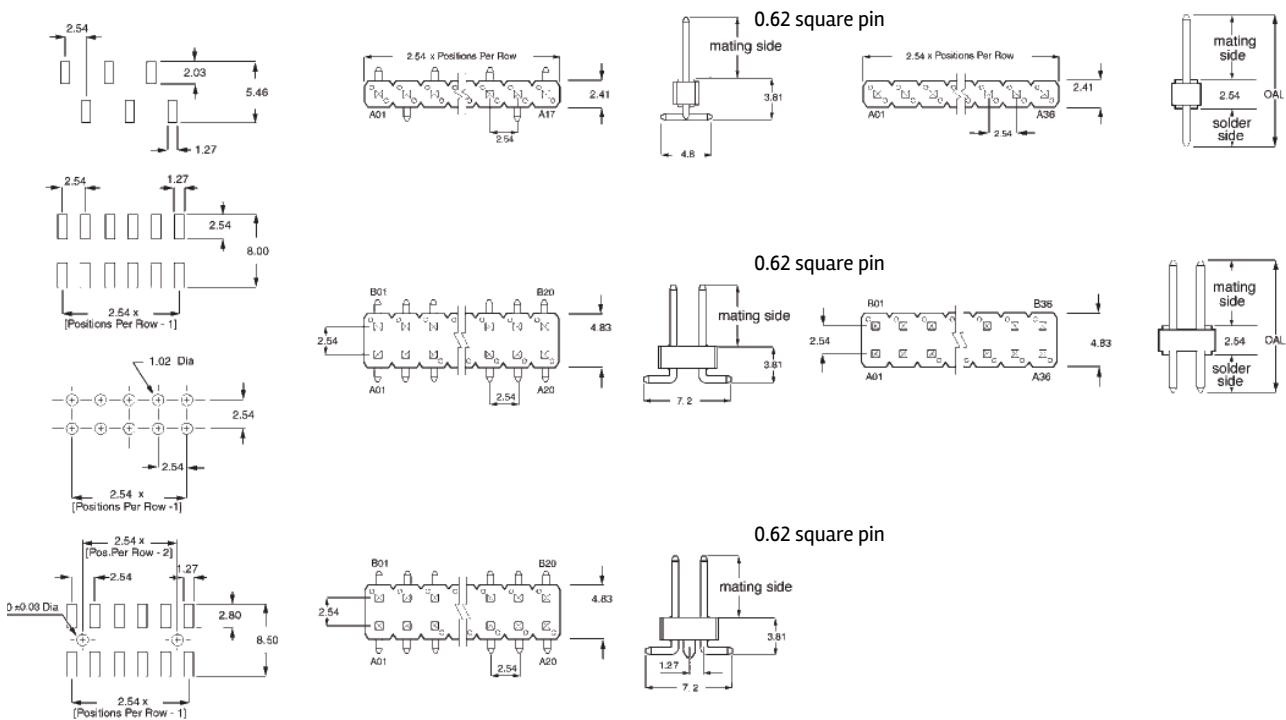 2.54
2.03
5.46
1.27
2.54 x Positions Per Row
2.41
A01
A17
2.54
0.62 square pin
mating side
3.81
4.8
2.54 x Positions Per Row
2.41
A01
A36
2.54
mating
side
2.54
OAL
solder
side
2.54
1.27
2.54
8.00
2.54 x
[Positions Per Row - 1]
B01
B20
4.83
2.54
A01
A20
2.54
0.62 square pin
mating side
3.81
7.2
B01
B36
2.54
4.83
A01
A36
mating
side
2.54
OAL
solder
side
1.02 Dia
2.54
2.54
2.54 x
[Positions Per Row -1]
2.54 x
[Pos.Per Row - 2]
2.54
1.27
0 ±0.03 Dia
2.80
8.50
2.54 x
[Positions Per Row - 1]
B01
B20
4.83
2.54
A01
A20
2.54
0.62 square pin
mating side
3.81
1.27
7.2